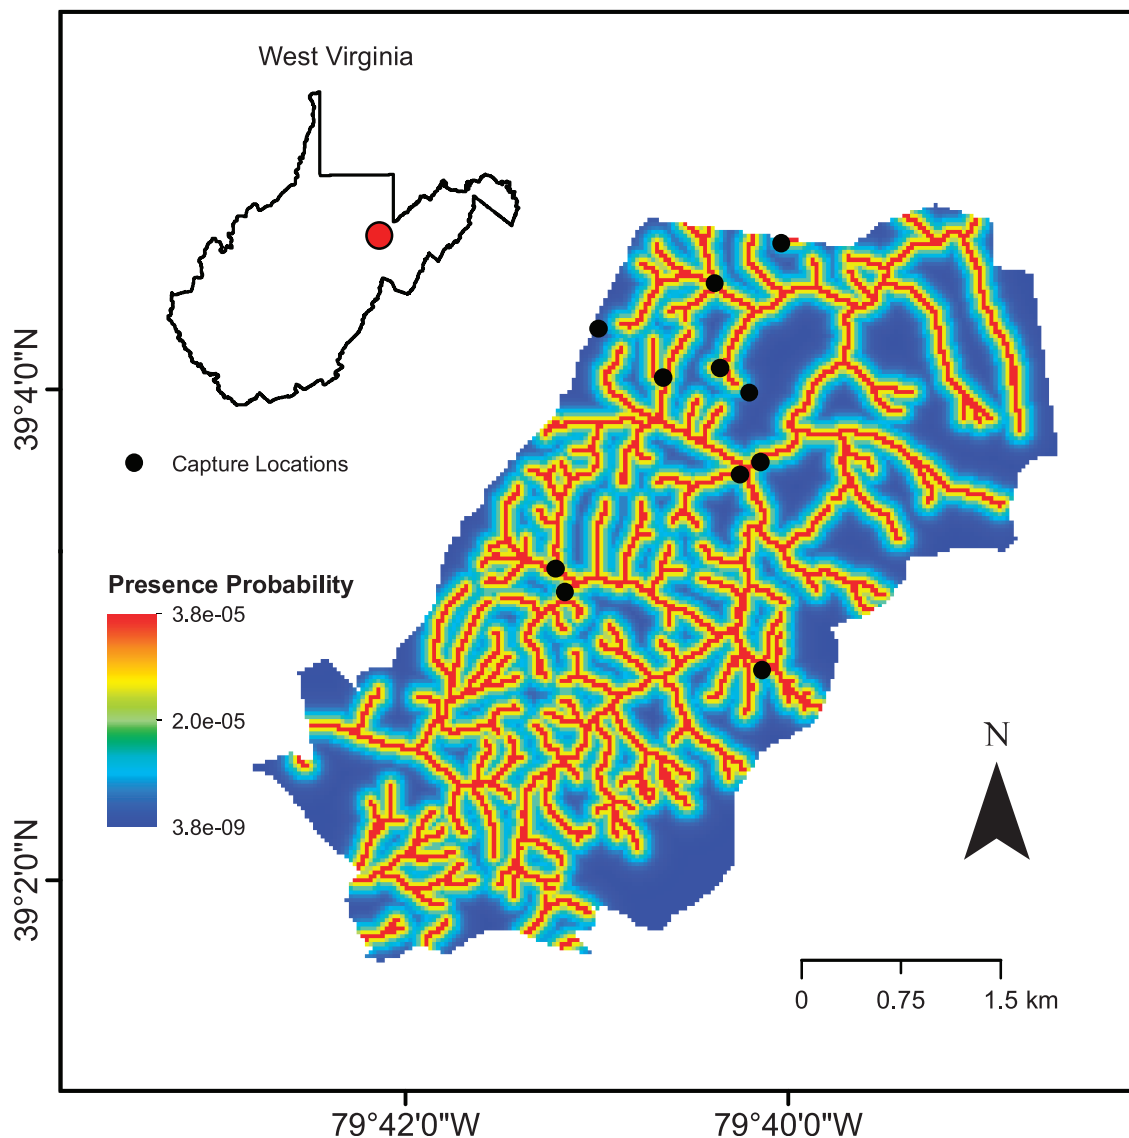 West Virginia
39°4'0"N
Capture Locations
Presence Probability
3.8e-05
2.0e-05
3.8e-09
N
39°2'0"N
0 0.75 1.5 km
79°42'0"W 79°40'0"W